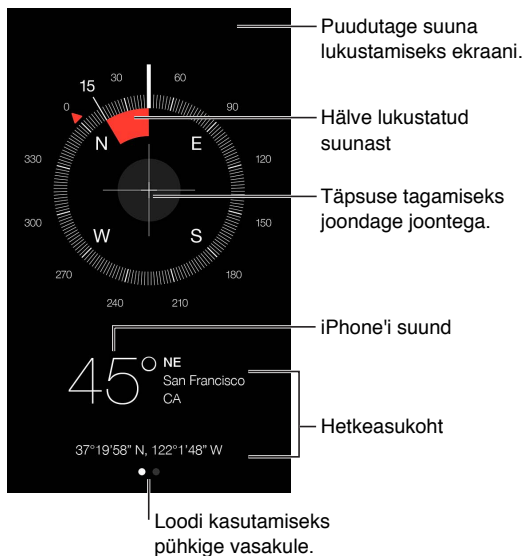 Puudutage suuna
lukustamiseks ekraani.
15
30
60
0
90
N
E
Hälve lukustatud
suunast
330
120
Täpsuse tagamiseks
joondage joontega.
300
150
W
S
270
180
240
210
iPhone'i suund
45°
NE
San Francisco
CA
Hetkeasukoht
37°19'58" N, 122°1'48" W
Loodi kasutamiseks
pühkige vasakule.